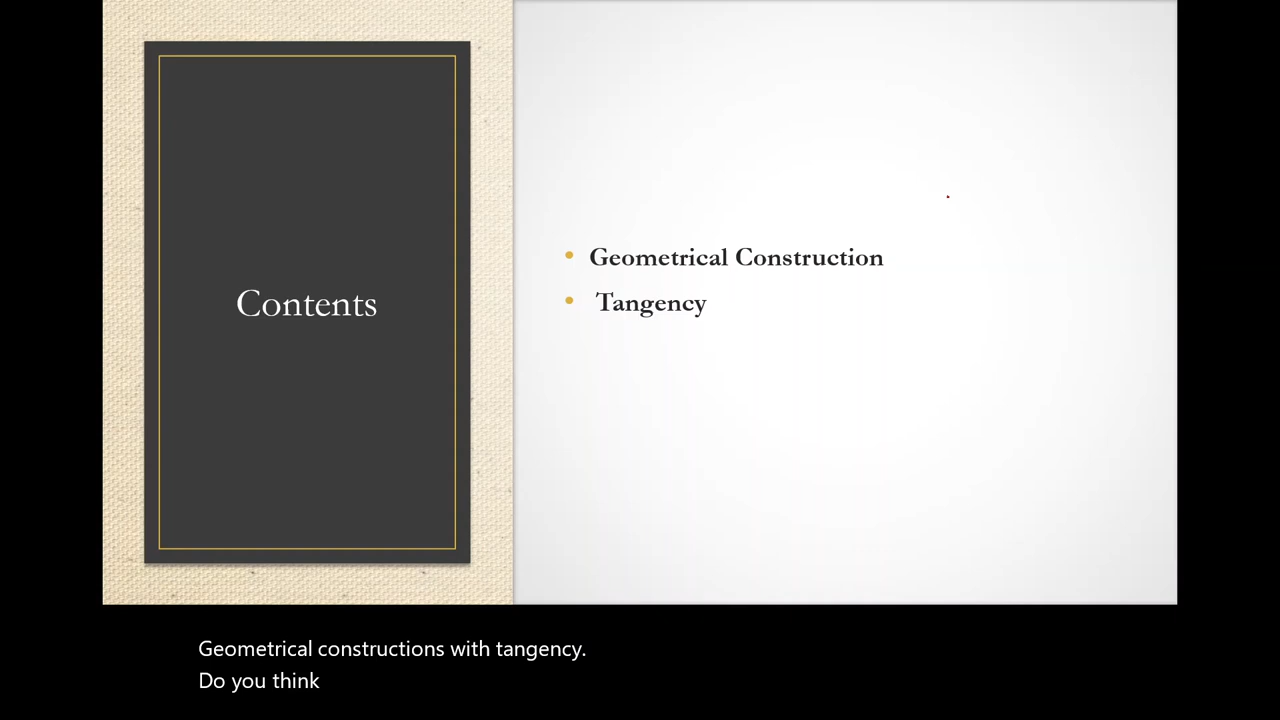 Contents
Geometrical Construction
Tangency
Geometrical constructions with tangency.
Do you think